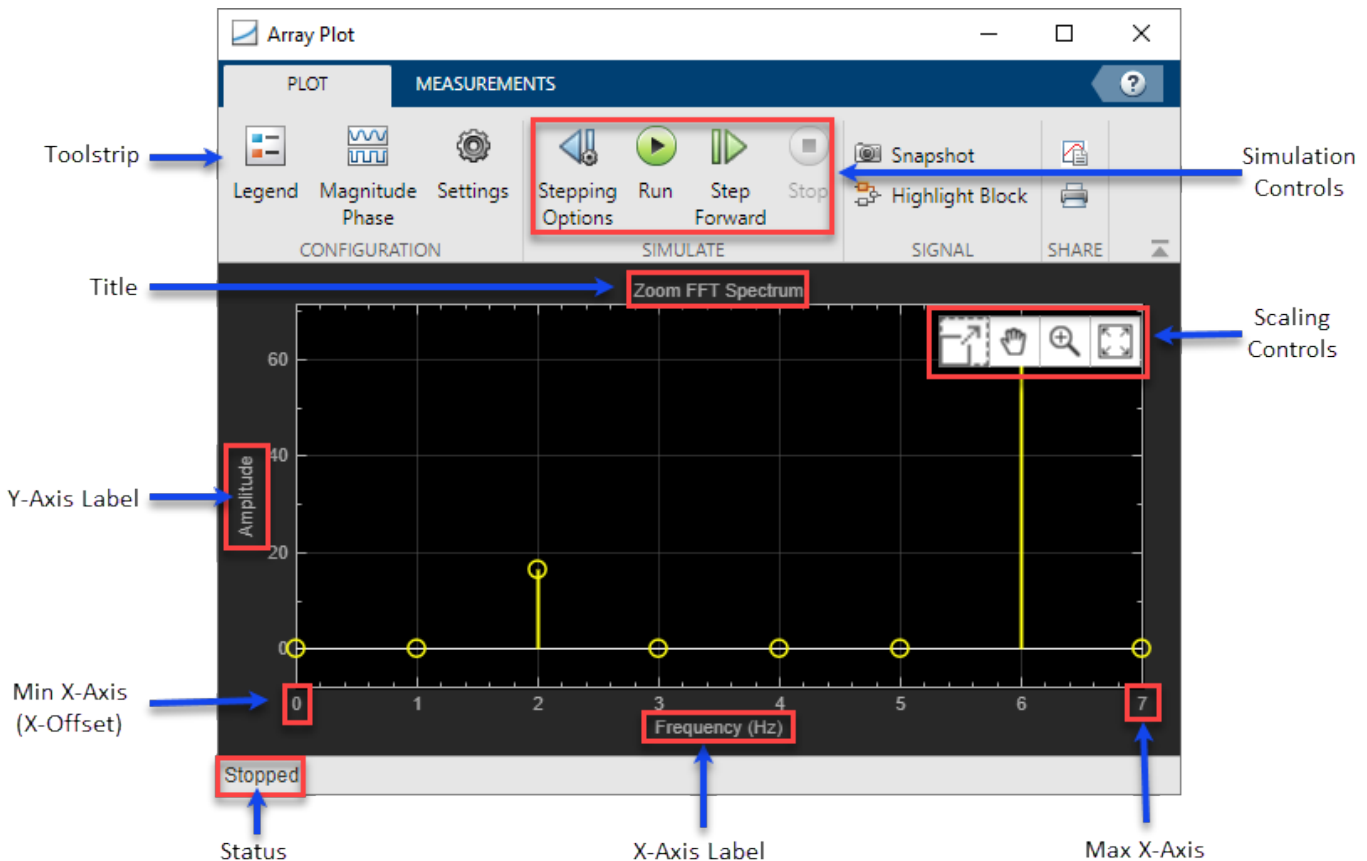 Array Plot
PLOT MEASUREMENTS ?
Toolstrip
Legend Magnitude Phase Settings
Stepping Options Run Step Forward Stop
Snapshot
Highlight Block
CONFIGURATION SIMULATE SIGNAL SHARE
Simulation
Controls
Title
Zoom FFT Spectrum
Scaling
Controls
60
40
Y-Axis Label
Amplitude
20
0
Min X-Axis
(X-Offset)
0 1 2 3 4 5 6 7
Frequency (Hz)
Stopped
Status X-Axis Label Max X-Axis